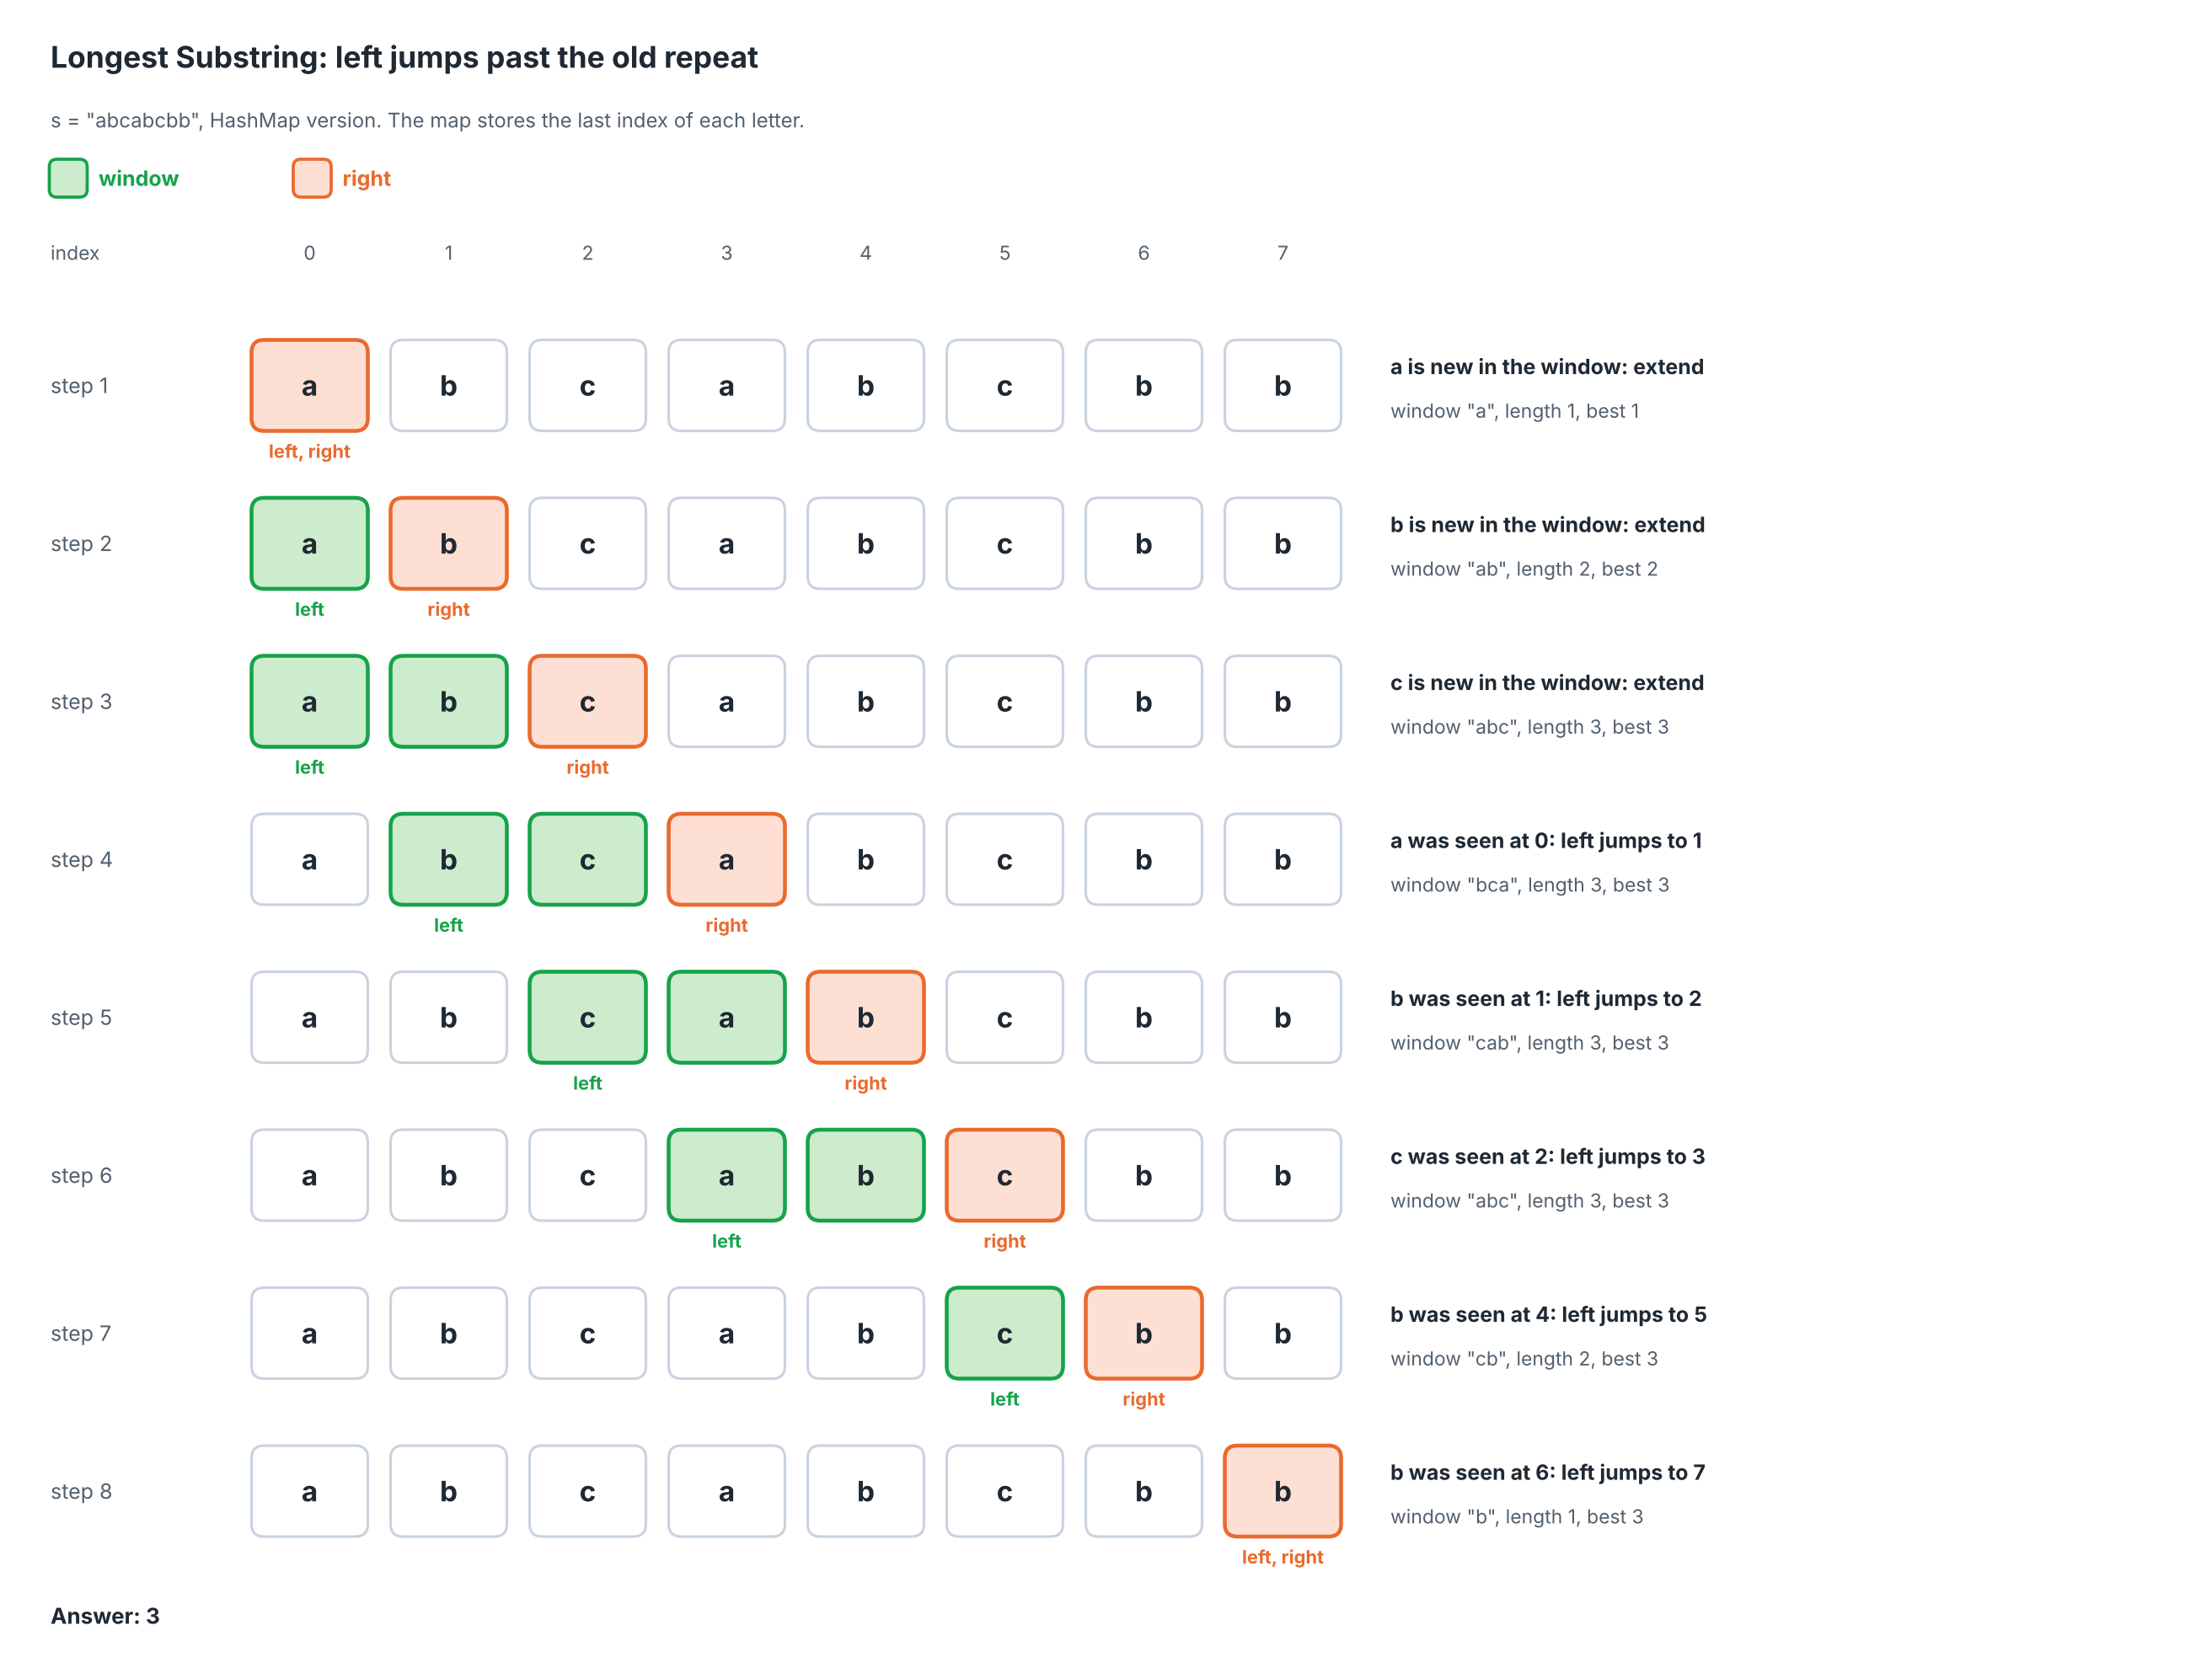 Longest Substring: left jumps past the old repeat
s = "abcabcbb", HashMap version. The map stores the last index of each letter.
window right
index 0 1 2 3 4 5 6 7
step 1 a b c a b c b b a is new in the window: extend
window "a", length 1, best 1
left, right
step 2 a b c a b c b b b is new in the window: extend
window "ab", length 2, best 2
left right
step 3 a b c a b c b b c is new in the window: extend
window "abc", length 3, best 3
left right
step 4 a b c a b c b b a was seen at 0: left jumps to 1
window "bca", length 3, best 3
left right
step 5 a b c a b c b b b was seen at 1: left jumps to 2
window "cab", length 3, best 3
left right
step 6 a b c a b c b b c was seen at 2: left jumps to 3
window "abc", length 3, best 3
left right
step 7 a b c a b c b b b was seen at 4: left jumps to 5
window "cb", length 2, best 3
left right
step 8 a b c a b c b b b was seen at 6: left jumps to 7
window "b", length 1, best 3
left, right
Answer: 3